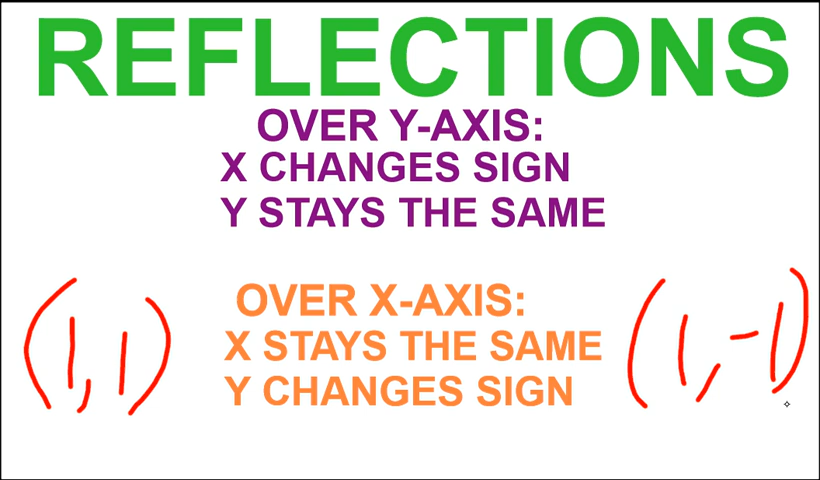 REFLECTIONS
OVER Y-AXIS:
X CHANGES SIGN
Y STAYS THE SAME
OVER X-AXIS:
X STAYS THE SAME
Y CHANGES SIGN
(1,1)
(1,-1)